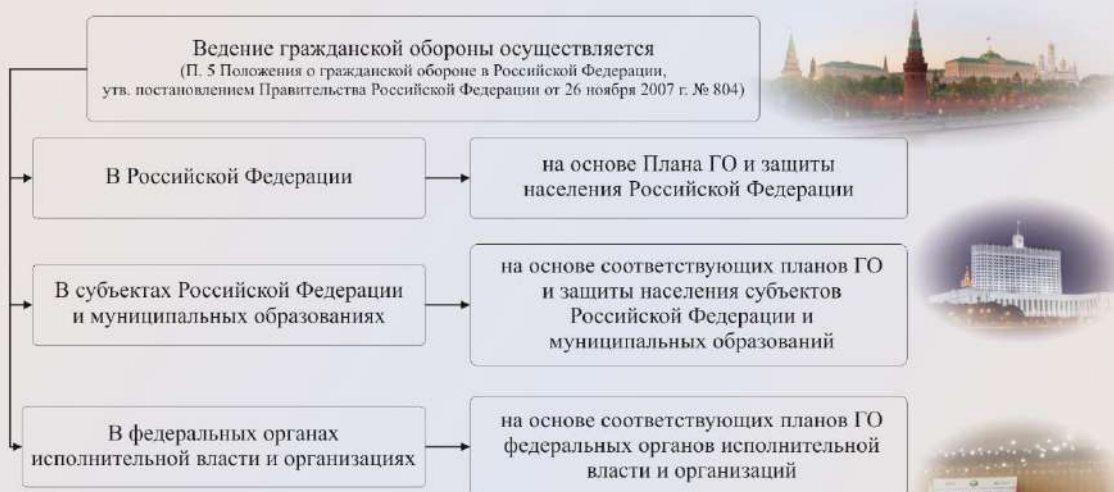 Ведение гражданской обороны осуществляется
(П. 5 Положения о гражданской обороне в Российской Федерации,
утв. постановлением Правительства Российской Федерации от 26 ноября 2007 г. № 804)
В Российской Федерации
на основе Плана ГО и защиты
населения Российской Федерации
В субъектах Российской Федерации
и муниципальных образованиях
на основе соответствующих планов ГО
и защиты населения субъектов
Российской Федерации и
муниципальных образований
В федеральных органах
исполнительной власти и организациях
на основе соответствующих планов ГО
федеральных органов исполнительной
власти и организаций